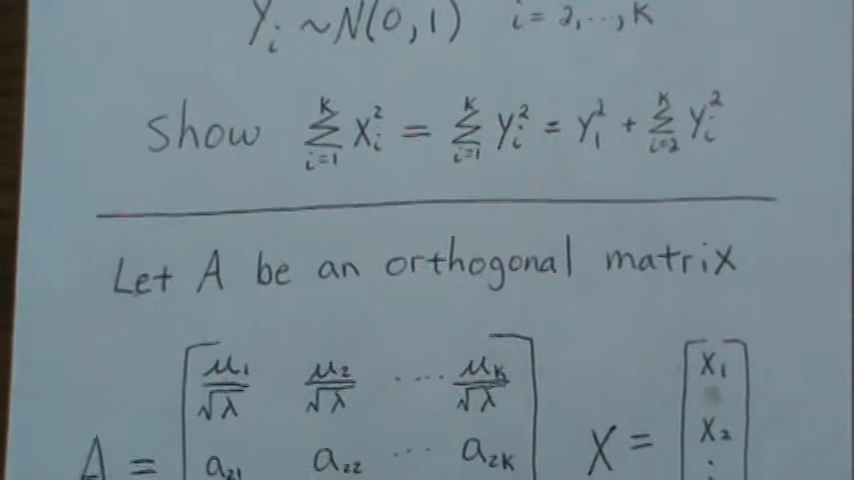 Yᵢ ~ N(0,1) i = 2, .., K
Show Σᵢ₌₁ᴷ Xᵢ² = Σᵢ₌₁ᴷ Yᵢ² = Y₁² + Σᵢ₌₂ᴷ Yᵢ²
Let A be an orthogonal matrix
A = [ μ₁/√λ μ₂/√λ ···· μ_K/√λ X = [ X₁
a₂₁ a₂₂ ··· a₂K X₂
⋮